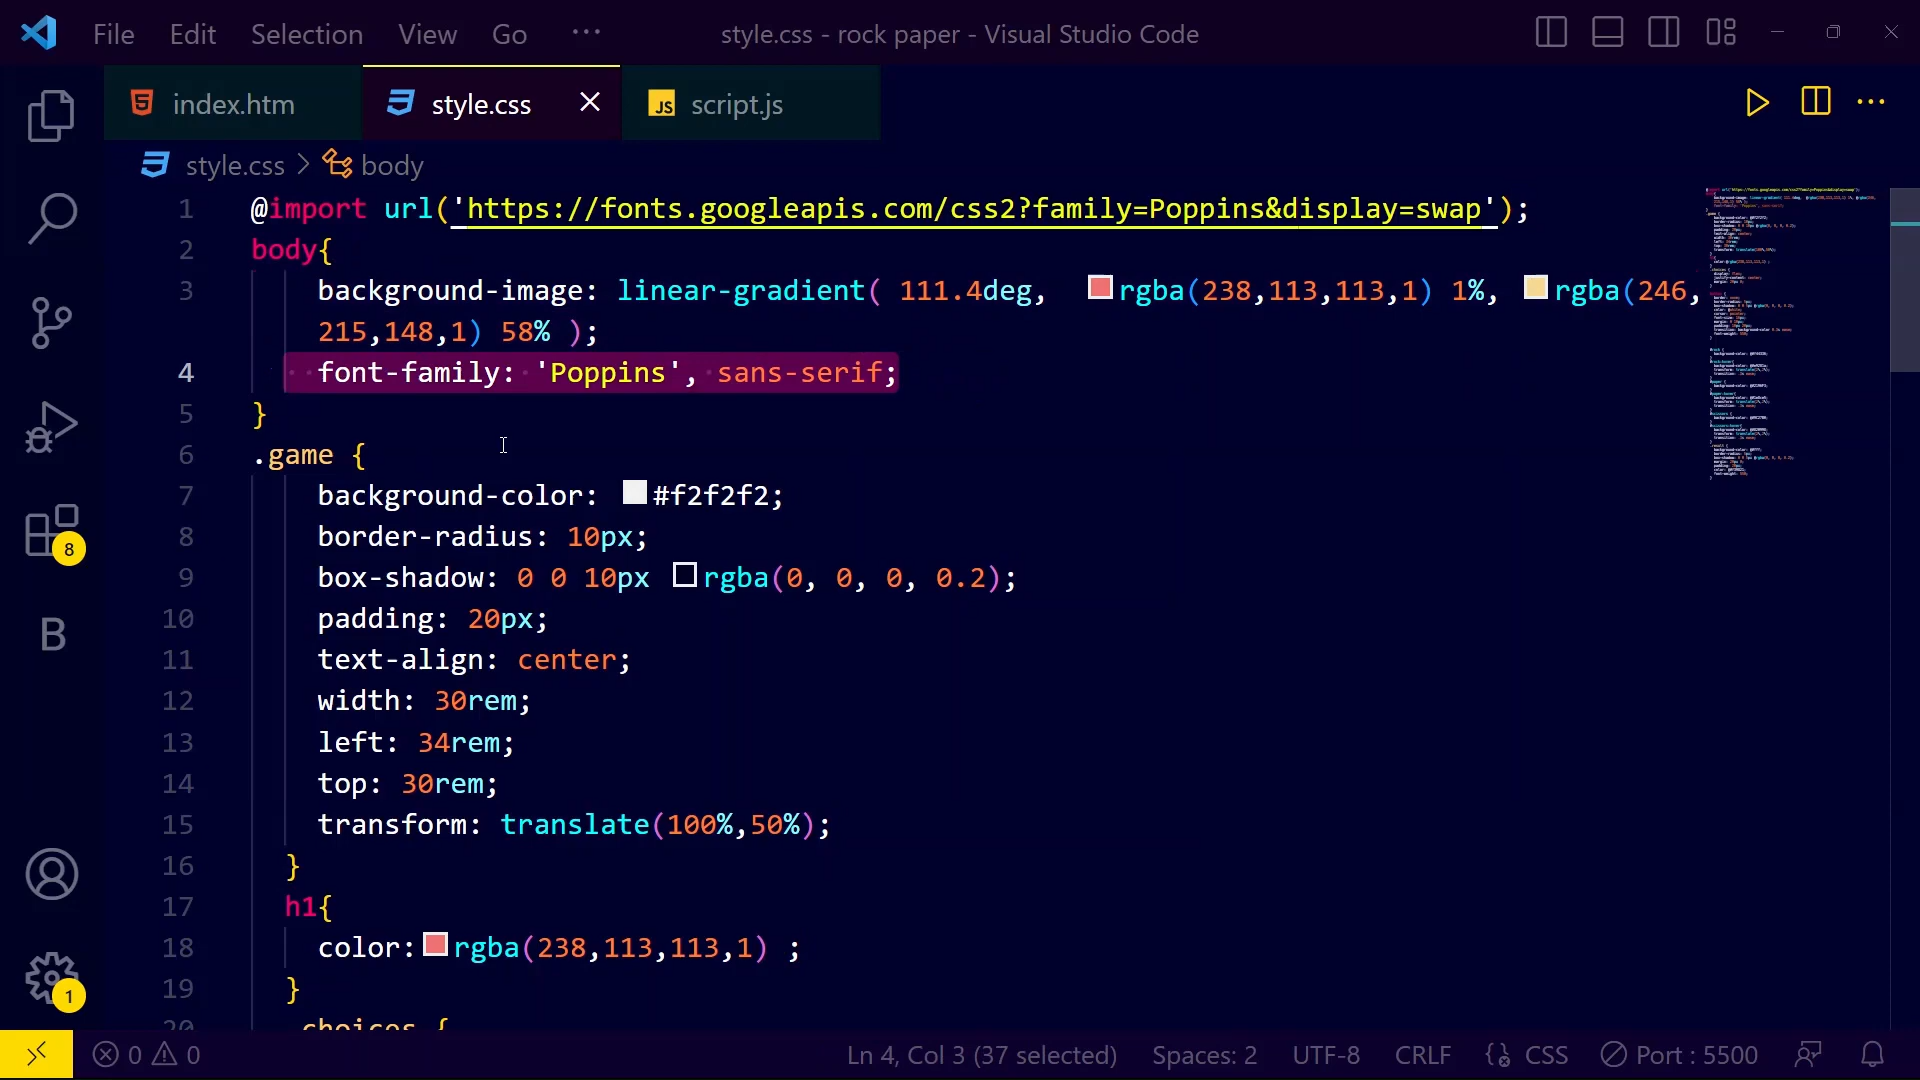 File Edit Selection View Go ··· style.css - rock paper - Visual Studio Code
index.htm style.css JS script.js
style.css > body
1 @import url('https://fonts.googleapis.com/css2?family=Poppins&display=swap');
2 body{
3 background-image: linear-gradient( 111.4deg, rgba(238,113,113,1) 1%, rgba(246,
215,148,1) 58% );
4 font-family: 'Poppins', sans-serif;
5 }
6 .game {
7 background-color: #f2f2f2;
8 border-radius: 10px;
9 box-shadow: 0 0 10px rgba(0, 0, 0, 0.2);
10 padding: 20px;
11 text-align: center;
12 width: 30rem;
13 left: 34rem;
14 top: 30rem;
15 transform: translate(100%,50%);
16 }
17 h1{
18 color: rgba(238,113,113,1) ;
19 }
20 .choices {
8
B
1
0 0 Ln 4, Col 3 (37 selected) Spaces: 2 UTF-8 CRLF CSS Port : 5500